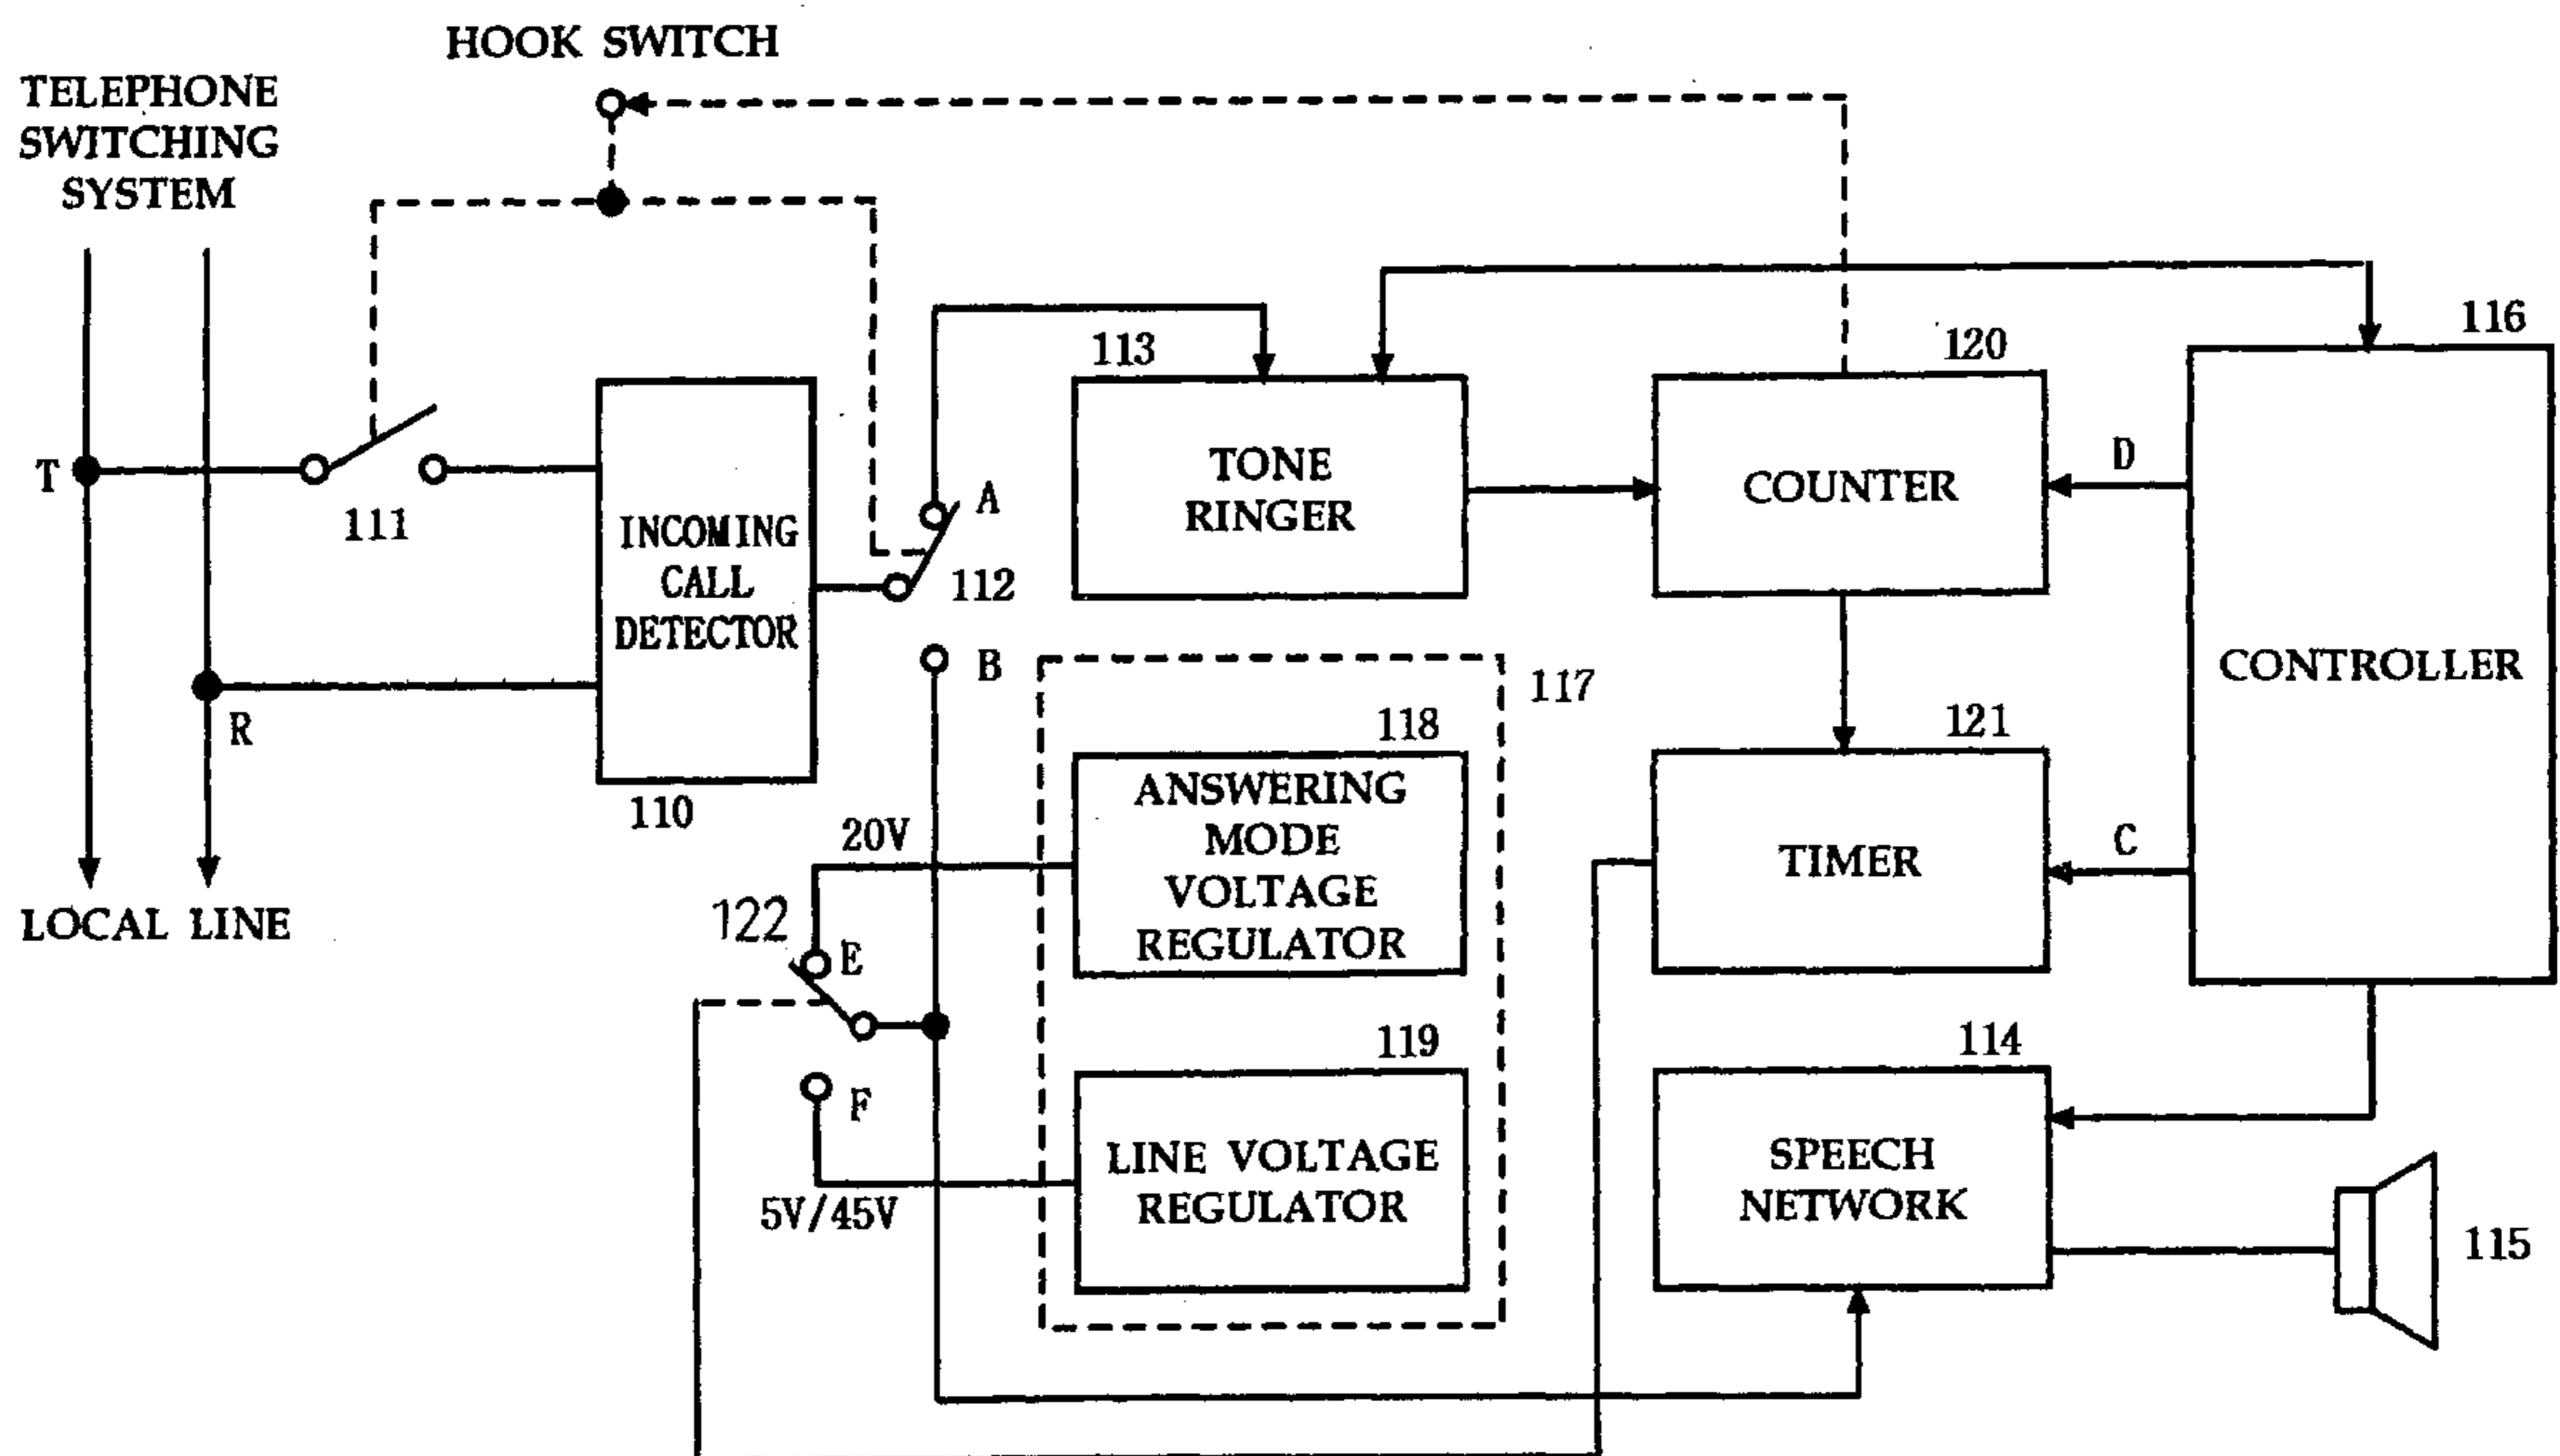 HOOK SWITCH
TELEPHONE
SWITCHING
SYSTEM
116
113
120
T
111
A
TONE
RINGER
COUNTER
D
INCOMING
CALL
DETECTOR
112
B
117
CONTROLLER
R
118
121
110
20V
ANSWERING
MODE
VOLTAGE
REGULATOR
TIMER
C
LOCAL LINE
122
E
119
114
F
5V/45V
LINE VOLTAGE
REGULATOR
SPEECH
NETWORK
115